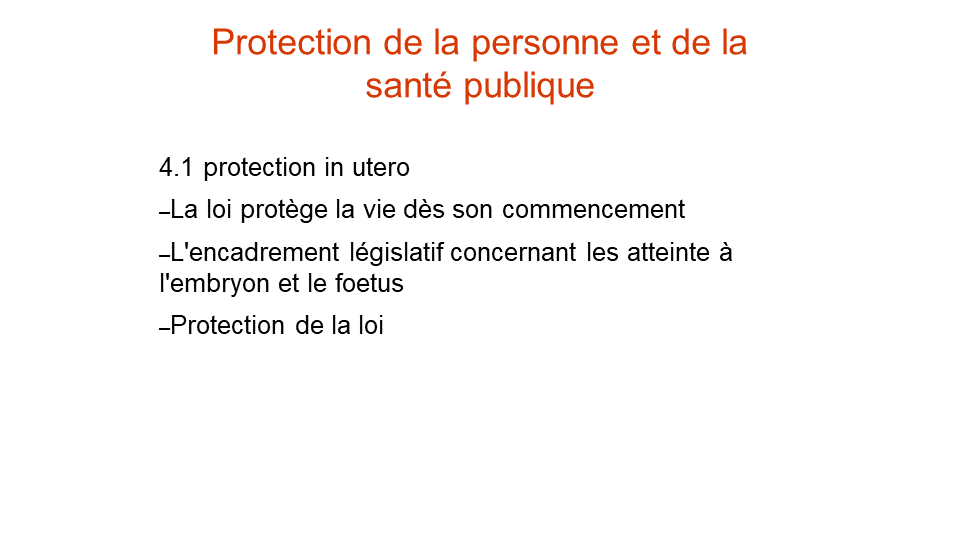 Protection de la personne et de la
santé publique
4.1 protection in utero
–La loi protège la vie dès son commencement
–L'encadrement législatif concernant les atteinte à
l'embryon et le foetus
–Protection de la loi